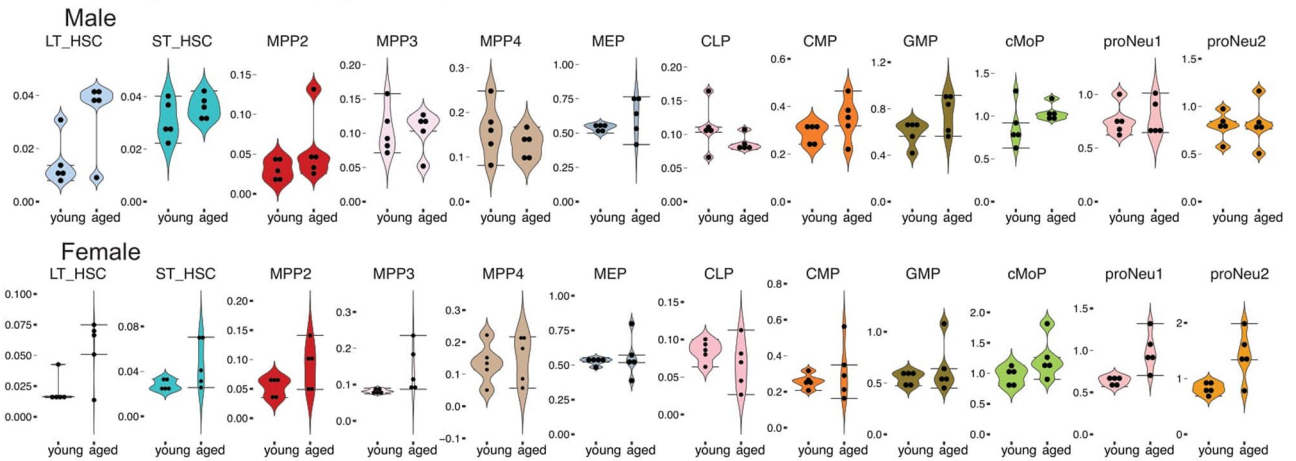 Male
LT_HSC ST_HSC MPP2 MPP3 MPP4 MEP CLP CMP GMP cMoP proNeu1 proNeu2
0.04 0.02 0.00
0.04 0.02 0.00
0.15 0.10 0.05 0.00
0.20 0.15 0.10 0.05 0.00
0.3 0.2 0.1 0.0
1.00 0.75 0.50 0.25 0.00
0.20 0.15 0.10 0.05 0.00
0.6 0.4 0.2 0.0
1.2 0.8 0.4 0.0
1.5 1.0 0.5 0.0
1.0 0.5 0.0
1.5 1.0 0.5 0.0
young aged young aged young aged young aged young aged young aged young aged young aged young aged young aged young aged young aged
Female
LT_HSC ST_HSC MPP2 MPP3 MPP4 MEP CLP CMP GMP cMoP proNeu1 proNeu2
0.100 0.075 0.050 0.025 0.000
0.08 0.04 0.00
0.20 0.15 0.10 0.05 0.00
0.3 0.2 0.1 0.0
0.3 0.2 0.1 0.0 −0.1
1.00 0.75 0.50 0.25 0.00
0.15 0.10 0.05 0.00
0.8 0.6 0.4 0.2 0.0
1.0 0.5 0.0
2.0 1.5 1.0 0.5 0.0
1.5 1.0 0.5 0.0
2 1 0
young aged young aged young aged young aged young aged young aged young aged young aged young aged young aged young aged young aged